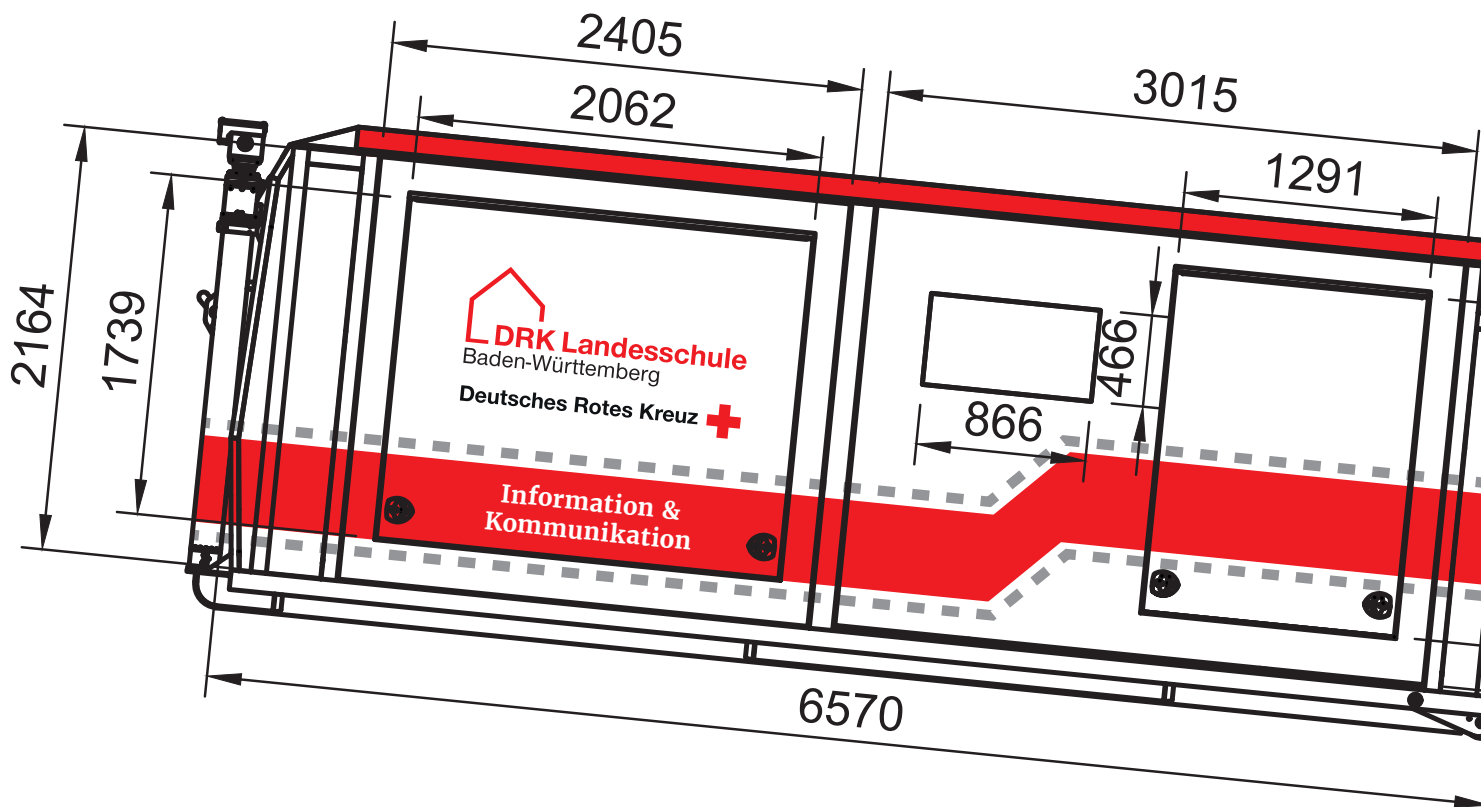 2405
3015
2062
1291
2164
1739
DRK Landesschule
Baden-Württemberg
Deutsches Rotes Kreuz
466
866
Information &
Kommunikation
6570